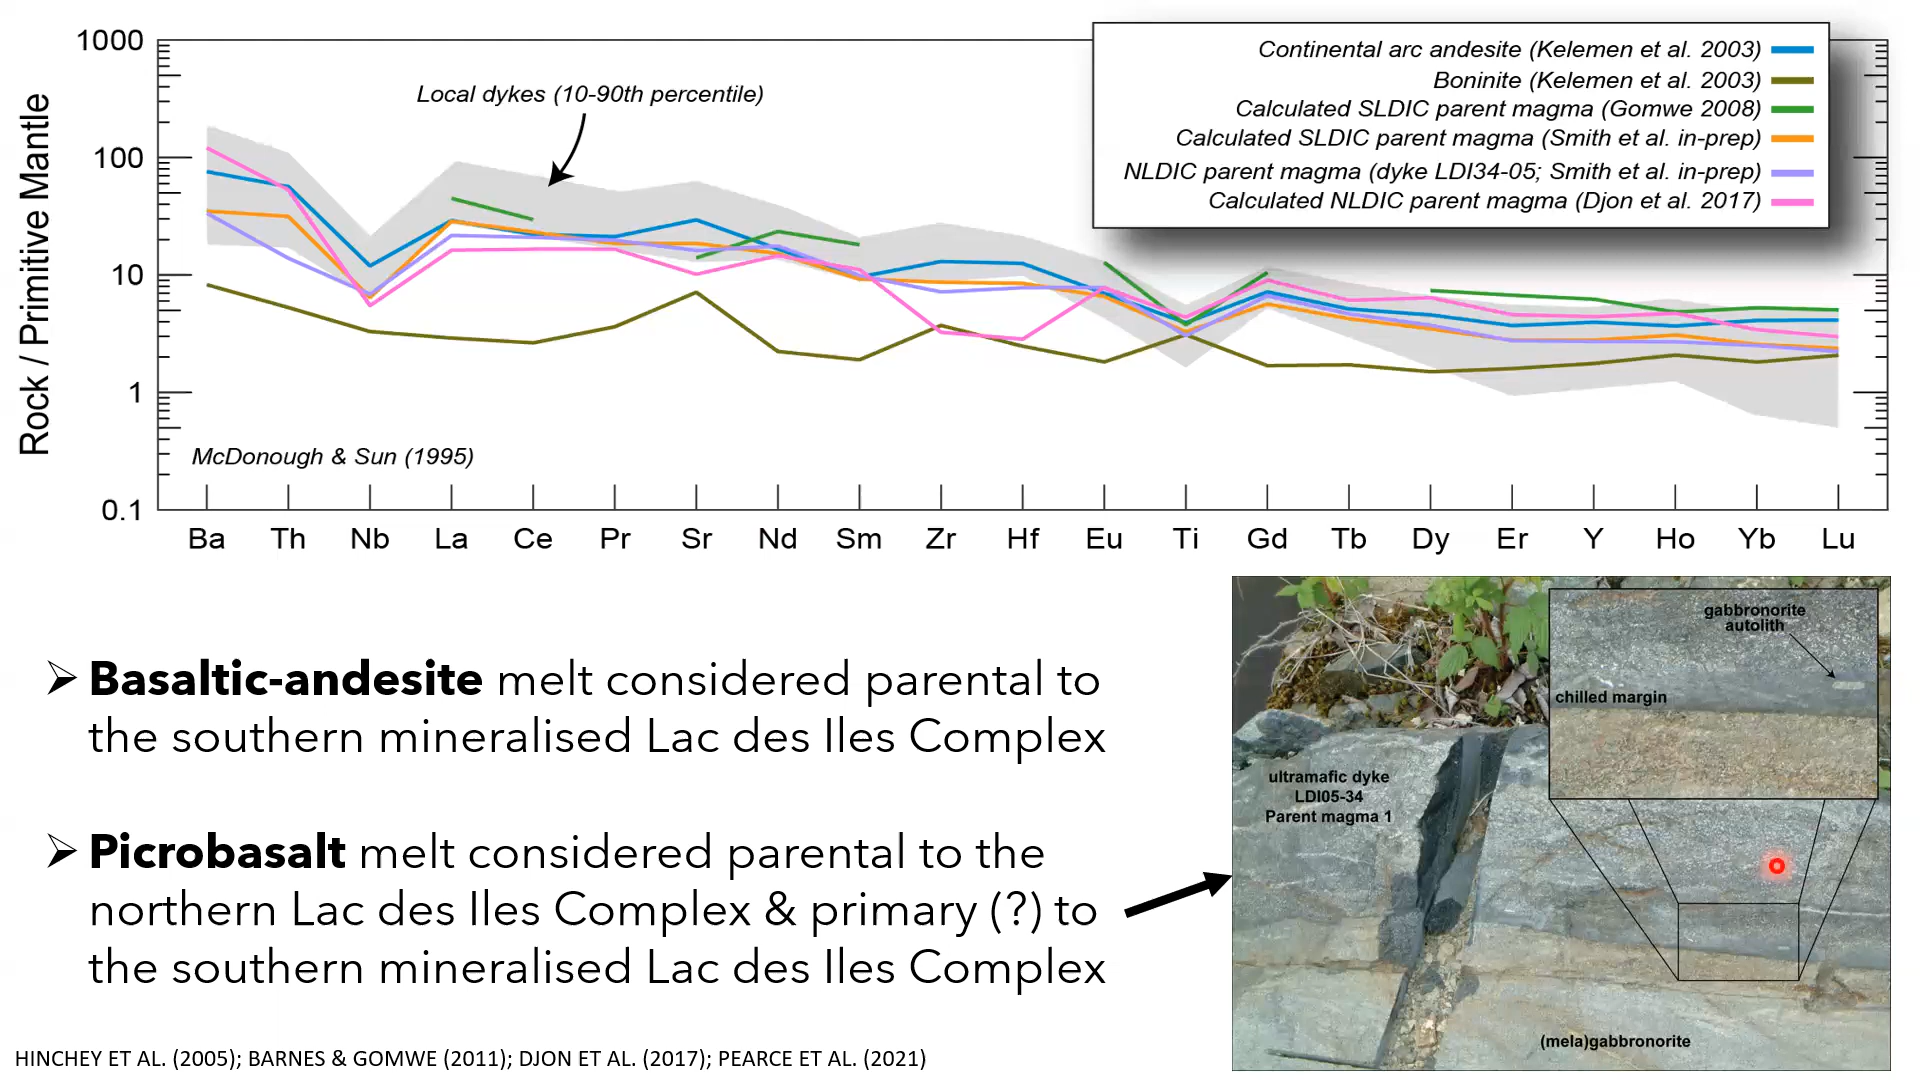 1000
100
10
1
0.1
Rock / Primitive Mantle
Local dykes (10-90th percentile)
Continental arc andesite (Kelemen et al. 2003)
Boninite (Kelemen et al. 2003)
Calculated SLDIC parent magma (Gomwe 2008)
Calculated SLDIC parent magma (Smith et al. in-prep)
NLDIC parent magma (dyke LDI34-05; Smith et al. in-prep)
Calculated NLDIC parent magma (Djon et al. 2017)
McDonough & Sun (1995)
Ba Th Nb La Ce Pr Sr Nd Sm Zr Hf Eu Ti Gd Tb Dy Er Y Ho Yb Lu
➢ Basaltic-andesite melt considered parental to
the southern mineralised Lac des Iles Complex
➢ Picrobasalt melt considered parental to the
northern Lac des Iles Complex & primary (?) to
the southern mineralised Lac des Iles Complex
gabbronorite
autolith
chilled margin
ultramafic dyke
LDI05-34
Parent magma 1
(mela)gabbronorite
HINCHEY ET AL. (2005); BARNES & GOMWE (2011); DJON ET AL. (2017); PEARCE ET AL. (2021)